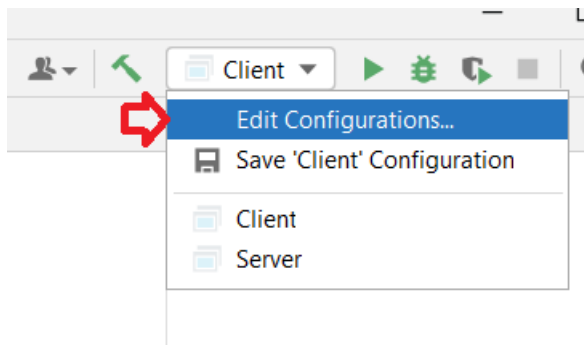 Client
Edit Configurations...
Save 'Client' Configuration
Client
Server